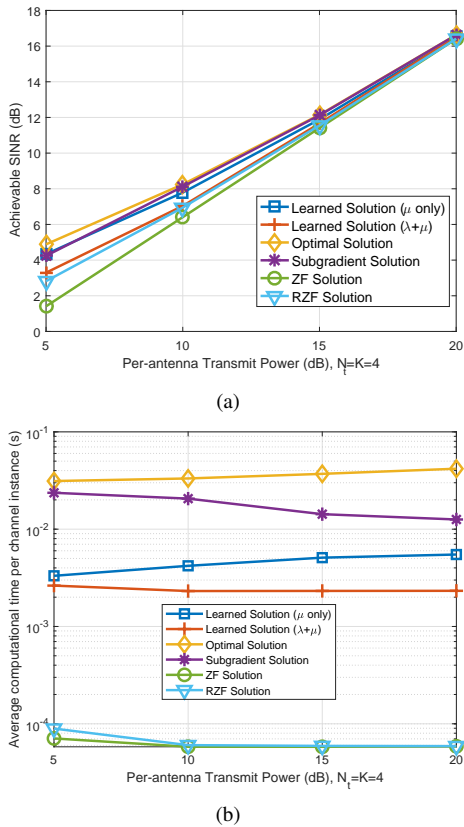 18
16
14
12
10
8
6
4
2
0
Achievable SINR (dB)
Learned Solution (μ only)
Learned Solution (λ+μ)
Optimal Solution
Subgradient Solution
ZF Solution
RZF Solution
5
10
15
20
Per-antenna Transmit Power (dB), Nt=K=4
(a)
10-1
10-2
10-3
10-4
Average computational time per channel instance (s)
Learned Solution (μ only)
Learned Solution (λ+μ)
Optimal Solution
Subgradient Solution
ZF Solution
RZF Solution
5
10
15
20
Per-antenna Transmit Power (dB), Nt=K=4
(b)